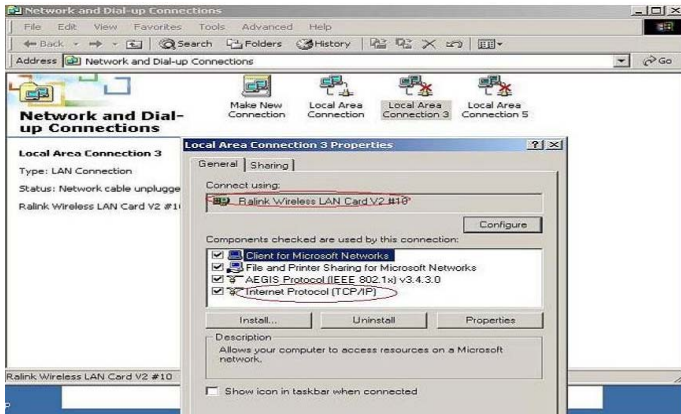 Network and Dial-up Connections
File Edit View Favorites Tools Advanced Help
Back Search Folders History
Address Network and Dial-up Connections Go
Make New Connection
Local Area Connection
Local Area Connection 3
Local Area Connection 5
Network and Dial-
up Connections
Local Area Connection 3
Type: LAN Connection
Status: Network cable unplugge
Ralink Wireless LAN Card V2 #1
Local Area Connection 3 Properties
General Sharing
Connect using:
Ralink Wireless LAN Card V2 #10
Configure
Components checked are used by this connection:
Client for Microsoft Networks
File and Printer Sharing for Microsoft Networks
AEGIS Protocol (IEEE 802.1x) v3.4.3.0
Internet Protocol (TCP/IP)
Install... Uninstall Properties
Description
Allows your computer to access resources on a Microsoft
network.
Show icon in taskbar when connected
Ralink Wireless LAN Card V2 #10